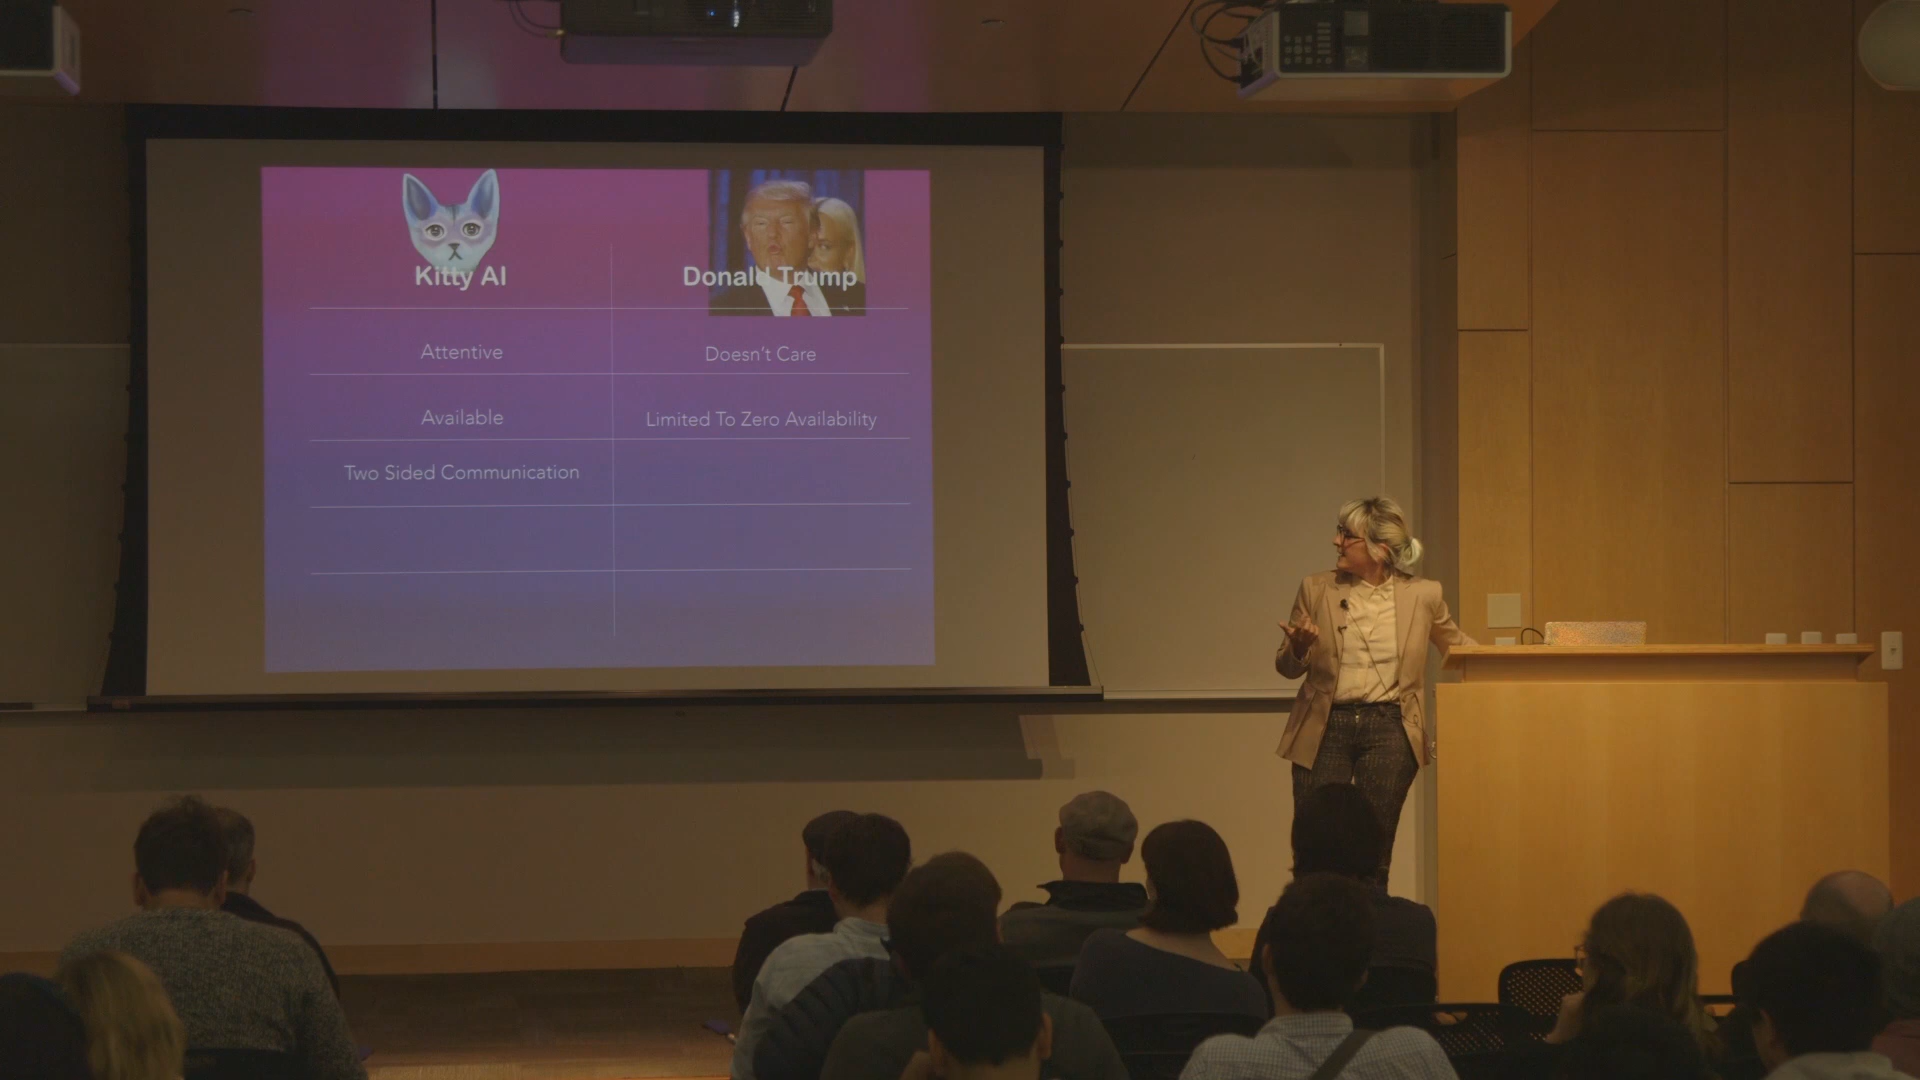 Kitty AI
Donald Trump
Attentive
Doesn't Care
Available
Limited To Zero Availability
Two Sided Communication